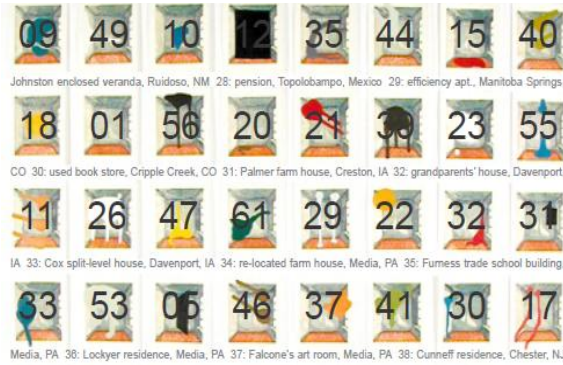 09 49 10 12 35 44 15 40
Johnston enclosed veranda, Ruidoso, NM 28: pension, Topolobampo, Mexico 29: efficiency apt., Manitoba Springs
18 01 56 20 21 39 23 55
CO 30: used book store, Cripple Creek, CO 31: Palmer farm house, Creston, IA 32: grandparents' house, Davenport
11 26 47 61 29 22 32 31
IA 33: Cox split-level house, Davenport, IA 34: re-located farm house, Media, PA 35: Furness trade school building
33 53 05 46 37 41 30 17
Media, PA 36: Lockyer residence, Media, PA 37: Falcone's art room, Media, PA 38: Cunneff residence, Chester, NJ